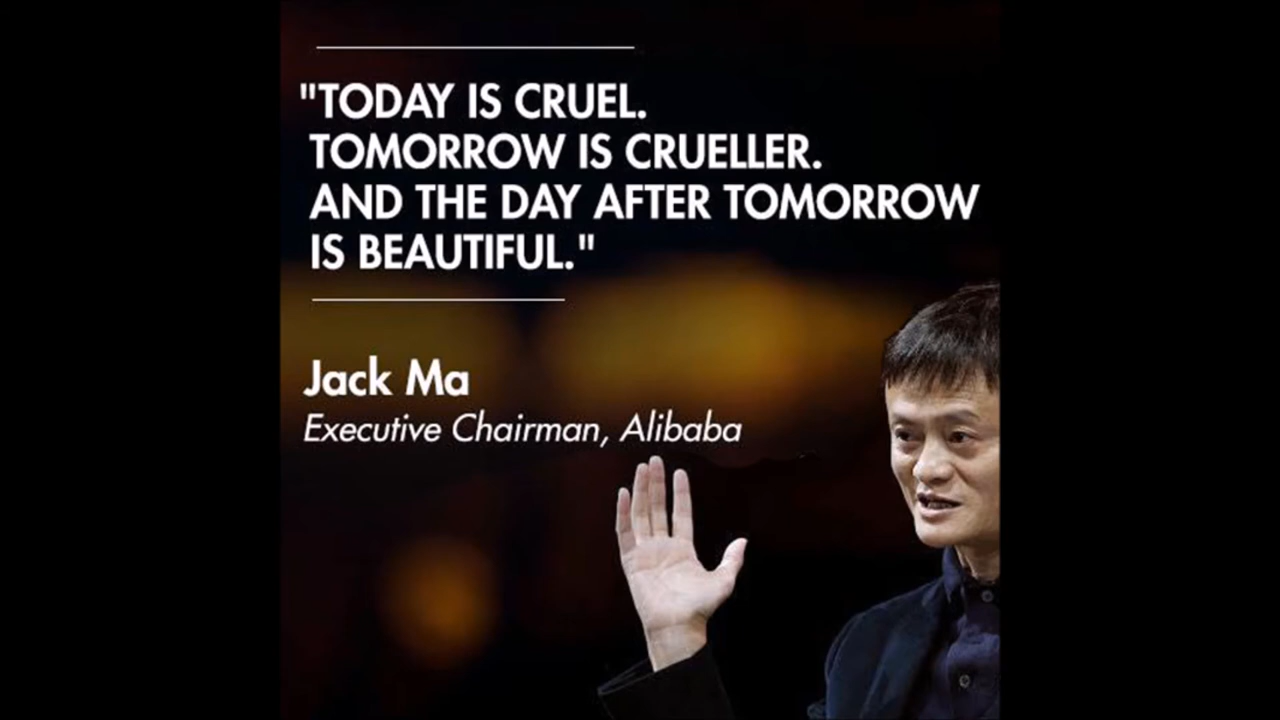 "TODAY IS CRUEL.
TOMORROW IS CRUELLER.
AND THE DAY AFTER TOMORROW
IS BEAUTIFUL."
Jack Ma
Executive Chairman, Alibaba